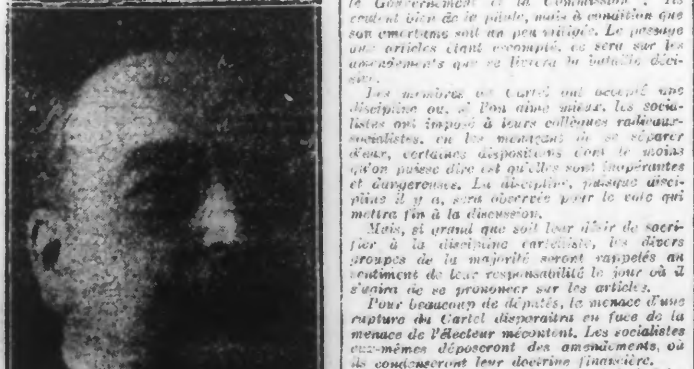 le Gouvernement et la Commission : Ils
veulent bien de la pilule, mais à condition que
son amertume soit un peu mitigée. Le passage
aux articles étant escompté, ce sera sur les
amendements que se livrera la bataille déci-
sive.
Les membres du Cartel ont accepté une
discipline ou, si l'on aime mieux, les socia-
listes ont imposé à leurs collègues radicaux-
socialistes, en les menaçant de se séparer
d'eux, certaines dispositions dont le moins
qu'on puisse dire est qu'elles sont inopérantes
et dangereuses. La discipline, puisque disci-
pline il y a, sera observée pour le vote qui
mettra fin à la discussion.
Mais, si grand que soit leur désir de sacri-
fier à la discipline cartelliste, les divers
groupes de la majorité seront rappelés au
sentiment de leur responsabilité le jour où il
s'agira de se prononcer sur les articles.
Pour beaucoup de députés, la menace d'une
rupture du Cartel disparaîtra en face de la
menace de l'électeur mécontent. Les socialistes
eux-mêmes déposeront des amendements, où
ils condenseront leur doctrine financière.